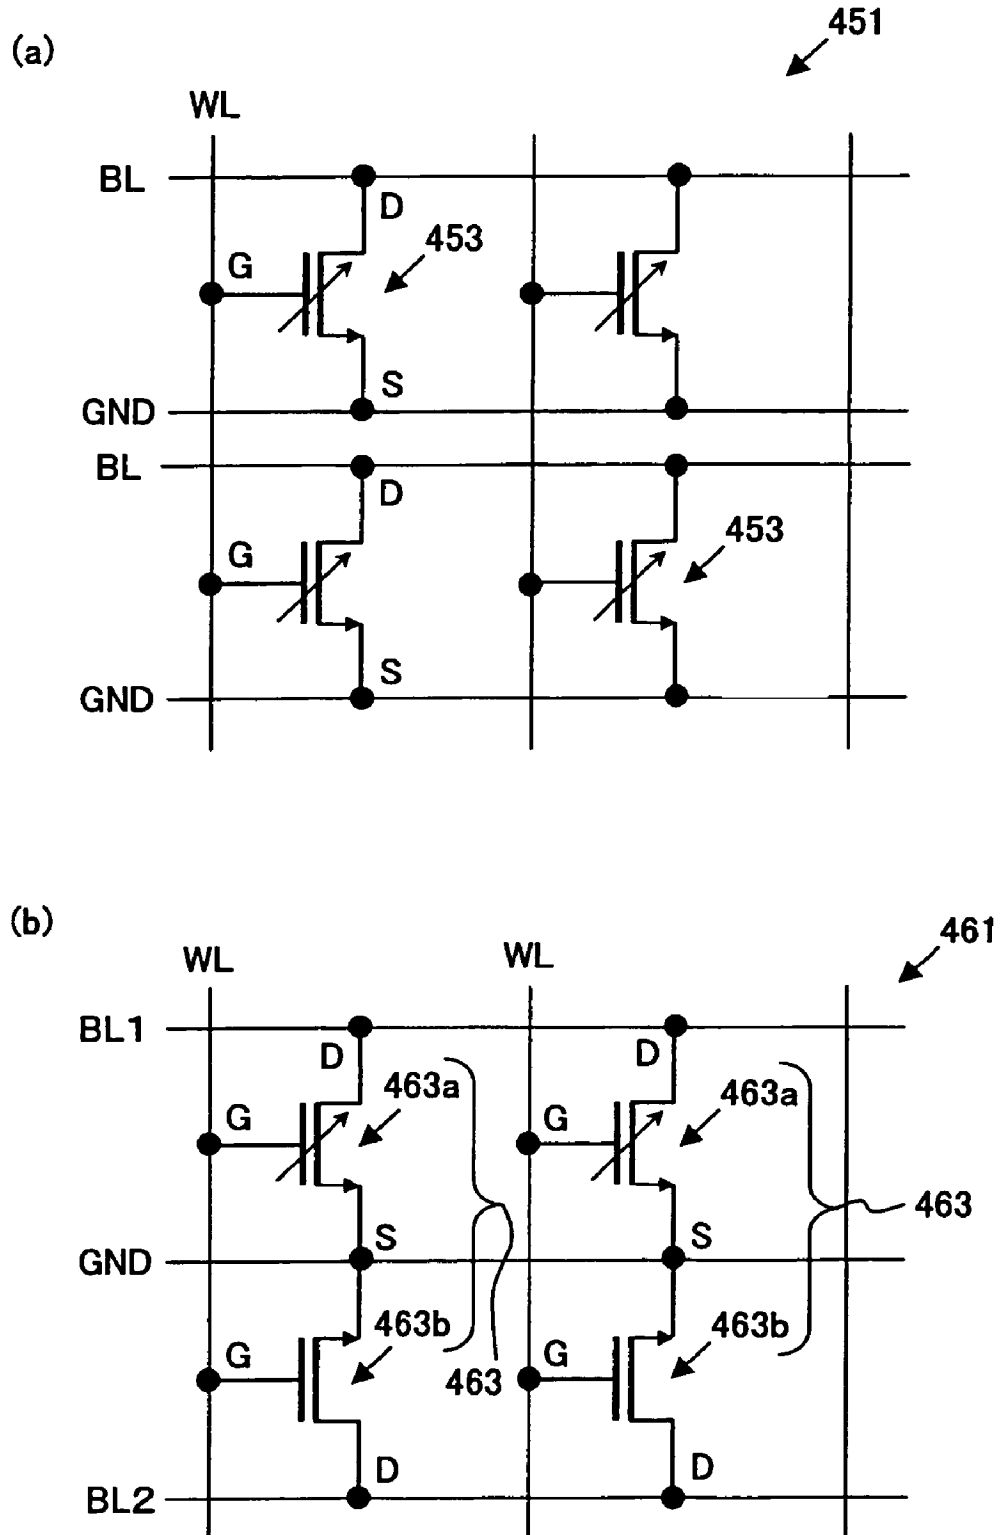 (a)
451
WL
BL
D
453
G
S
GND
BL
D
453
G
S
GND
(b)
461
WL WL
BL1
D D
463a 463a
G G
463
S S
GND
463b 463b
G G
463
D D
BL2